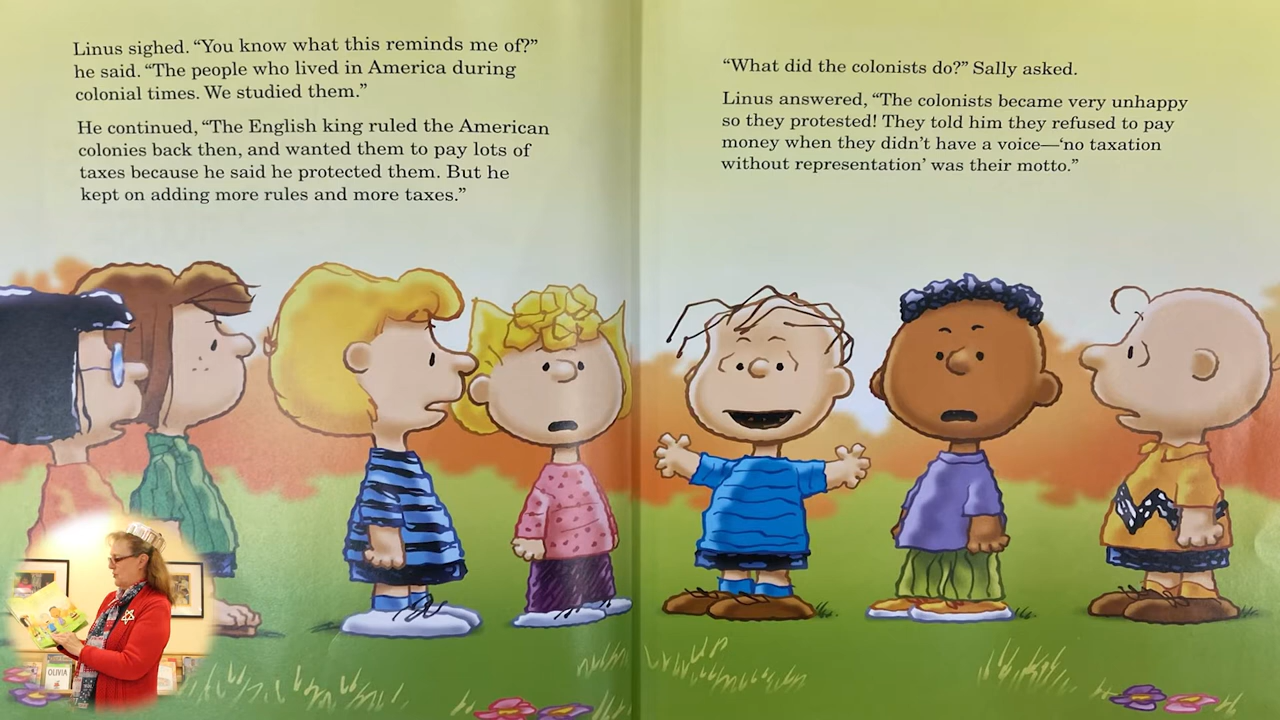 Linus sighed. “You know what this reminds me of?”
he said. “The people who lived in America during
colonial times. We studied them.”
He continued, “The English king ruled the American
colonies back then, and wanted them to pay lots of
taxes because he said he protected them. But he
kept on adding more rules and more taxes.”
“What did the colonists do?” Sally asked.
Linus answered, “The colonists became very unhappy
so they protested! They told him they refused to pay
money when they didn’t have a voice—‘no taxation
without representation’ was their motto.”
OLIVIA